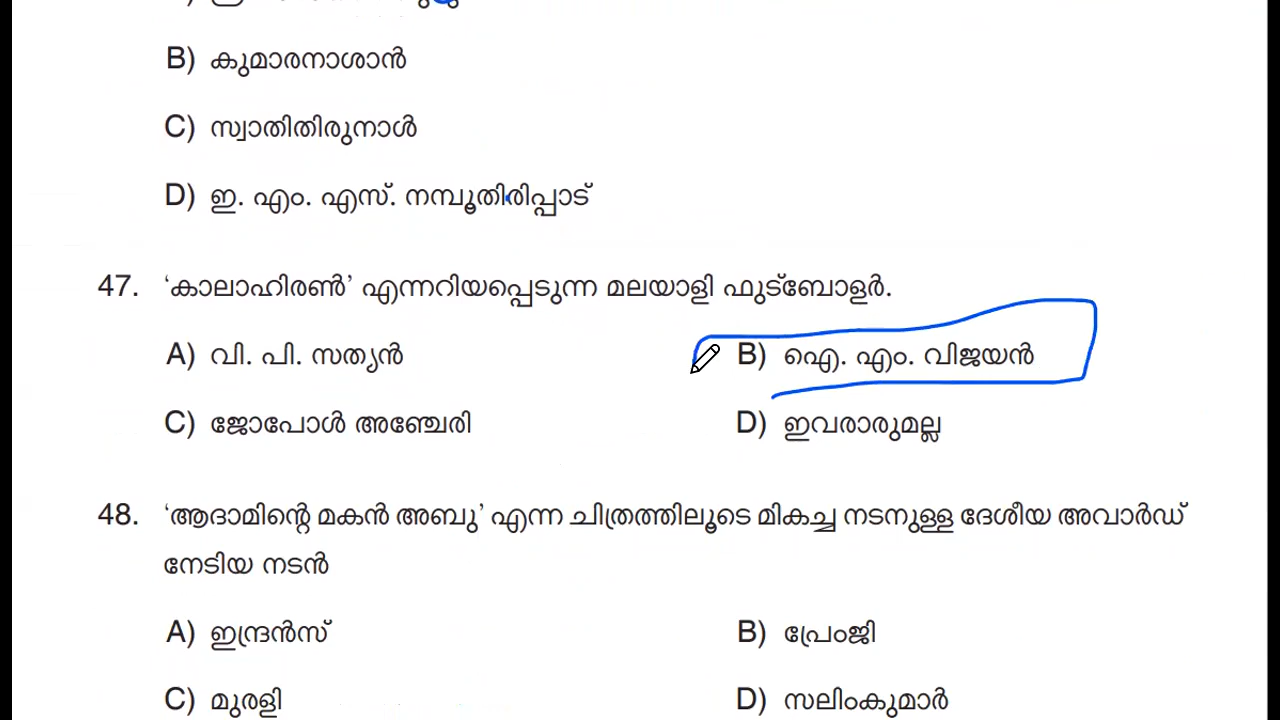 B) കുമാരനാശാൻ
C) സ്വാതിതിരുനാൾ
D) ഇ. എം. എസ്. നമ്പൂതിരിപ്പാട്
47. ‘കാലാഹിരൺ’ എന്നറിയപ്പെടുന്ന മലയാളി ഫുട്ബോളർ.
A) വി. പി. സത്യൻ B) ഐ. എം. വിജയൻ
C) ജോപോൾ അഞ്ചേരി D) ഇവരാരുമല്ല
48. ‘ആദാമിന്റെ മകൻ അബു’ എന്ന ചിത്രത്തിലൂടെ മികച്ച നടനുള്ള ദേശീയ അവാർഡ്
നേടിയ നടൻ
A) ഇന്ദ്രൻസ് B) പ്രേംജി
C) മുരളി D) സലിംകുമാർ